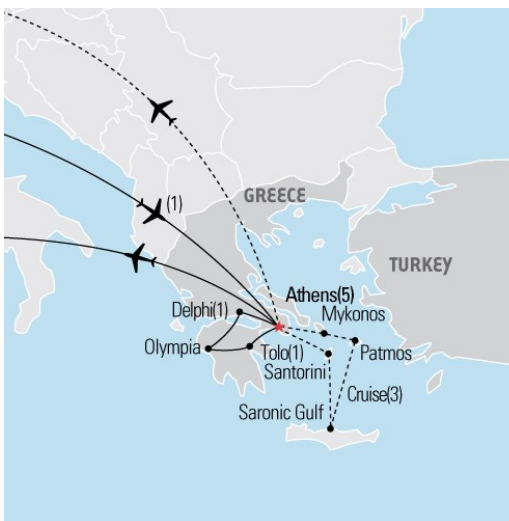 (1)
GREECE
TURKEY
Athens(5)
Delphi(1)
Mykonos
Olympia
Tolo(1)
Patmos
Santorini
Cruise(3)
Saronic Gulf